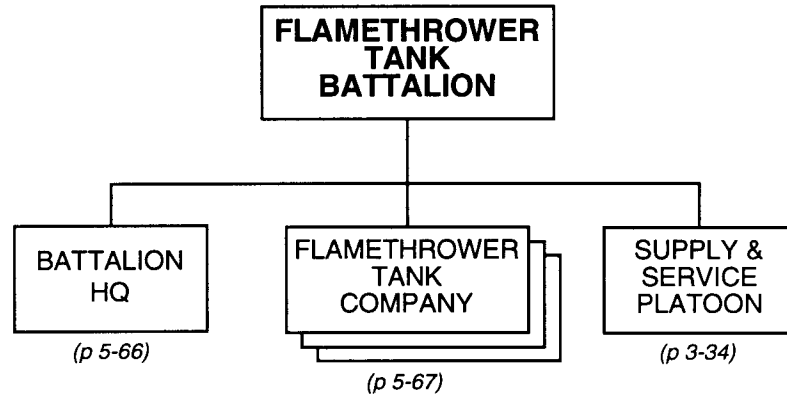 FLAMETHROWER
TANK
BATTALION
BATTALION
HQ
(p 5-66)
FLAMETHROWER
TANK
COMPANY
(p 5-67)
SUPPLY &
SERVICE
PLATOON
(p 3-34)